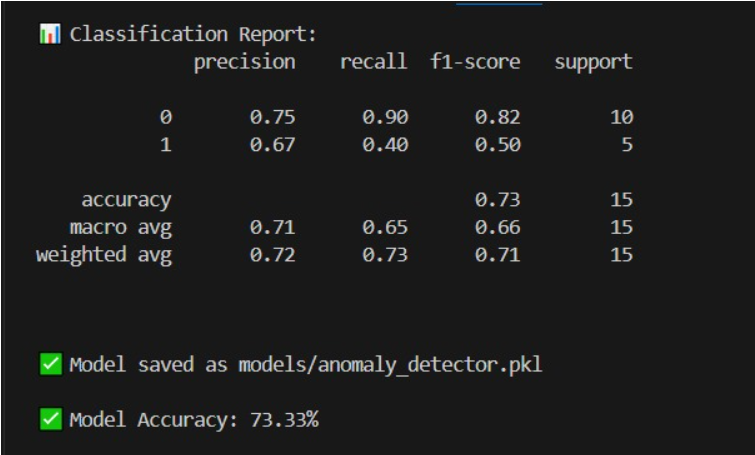 📊 Classification Report:
precision recall f1-score support
0 0.75 0.90 0.82 10
1 0.67 0.40 0.50 5
accuracy 0.73 15
macro avg 0.71 0.65 0.66 15
weighted avg 0.72 0.73 0.71 15
✅ Model saved as models/anomaly_detector.pkl
✅ Model Accuracy: 73.33%